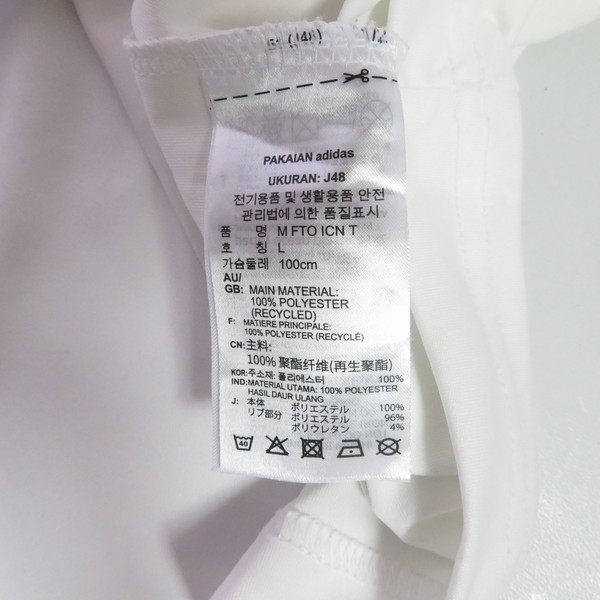 (J48)
PAKAIAN adidas
UKURAN: J48
전기용품 및 생활용품 안전
관리법에 의한 품질표시
품 명 M FTO ICN T
호 칭 L
가슴둘레 100cm
AU/
GB: MAIN MATERIAL:
100% POLYESTER
(RECYCLED)
F: MATIERE PRINCIPALE:
100% POLYESTER (RECYCLÉ)
CN: 主料:
100% 聚酯纤维(再生聚酯)
KOR: 주소재: 폴리에스터 100%
IND: MATERIAL UTAMA: 100% POLYESTER
HASIL DAUR ULANG
J: 本体 ポリエステル 100%
リブ部分 ポリエステル 96%
ポリウレタン 4%
40